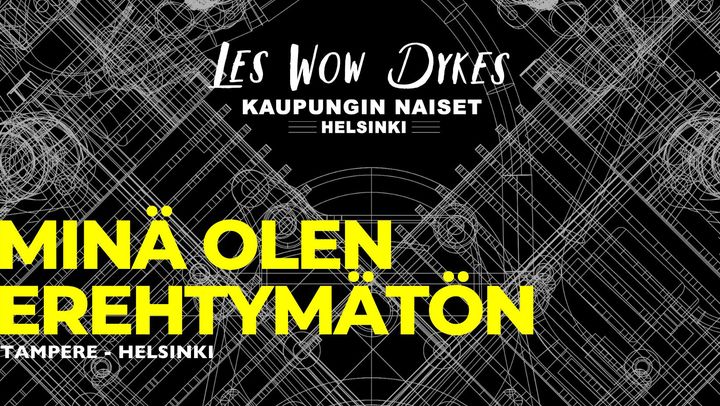 Les Wow Dykes
KAUPUNGIN NAISET
HELSINKI
MINÄ OLEN
EREHTYMÄTÖN
TAMPERE - HELSINKI